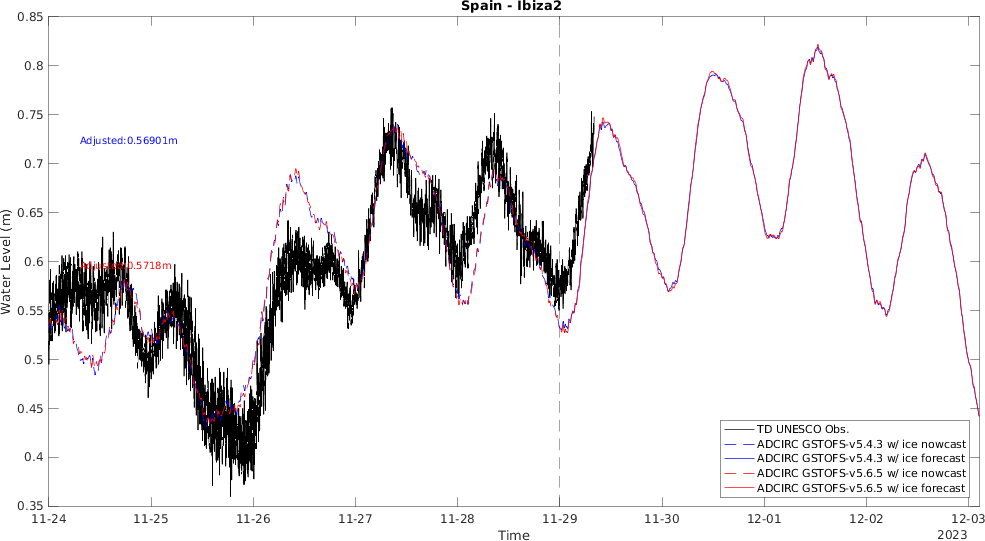 Spain - Ibiza2
0.85
0.8
0.75
0.7
0.65
0.6
0.55
0.5
0.45
0.4
0.35
Water Level (m)
Adjusted:0.56901m
Adjusted:0.5718m
TD UNESCO Obs.
ADCIRC GSTOFS-v5.4.3 w/ ice nowcast
ADCIRC GSTOFS-v5.4.3 w/ ice forecast
ADCIRC GSTOFS-v5.6.5 w/ ice nowcast
ADCIRC GSTOFS-v5.6.5 w/ ice forecast
11-24 11-25 11-26 11-27 11-28 11-29 11-30 12-01 12-02 12-03
Time
2023